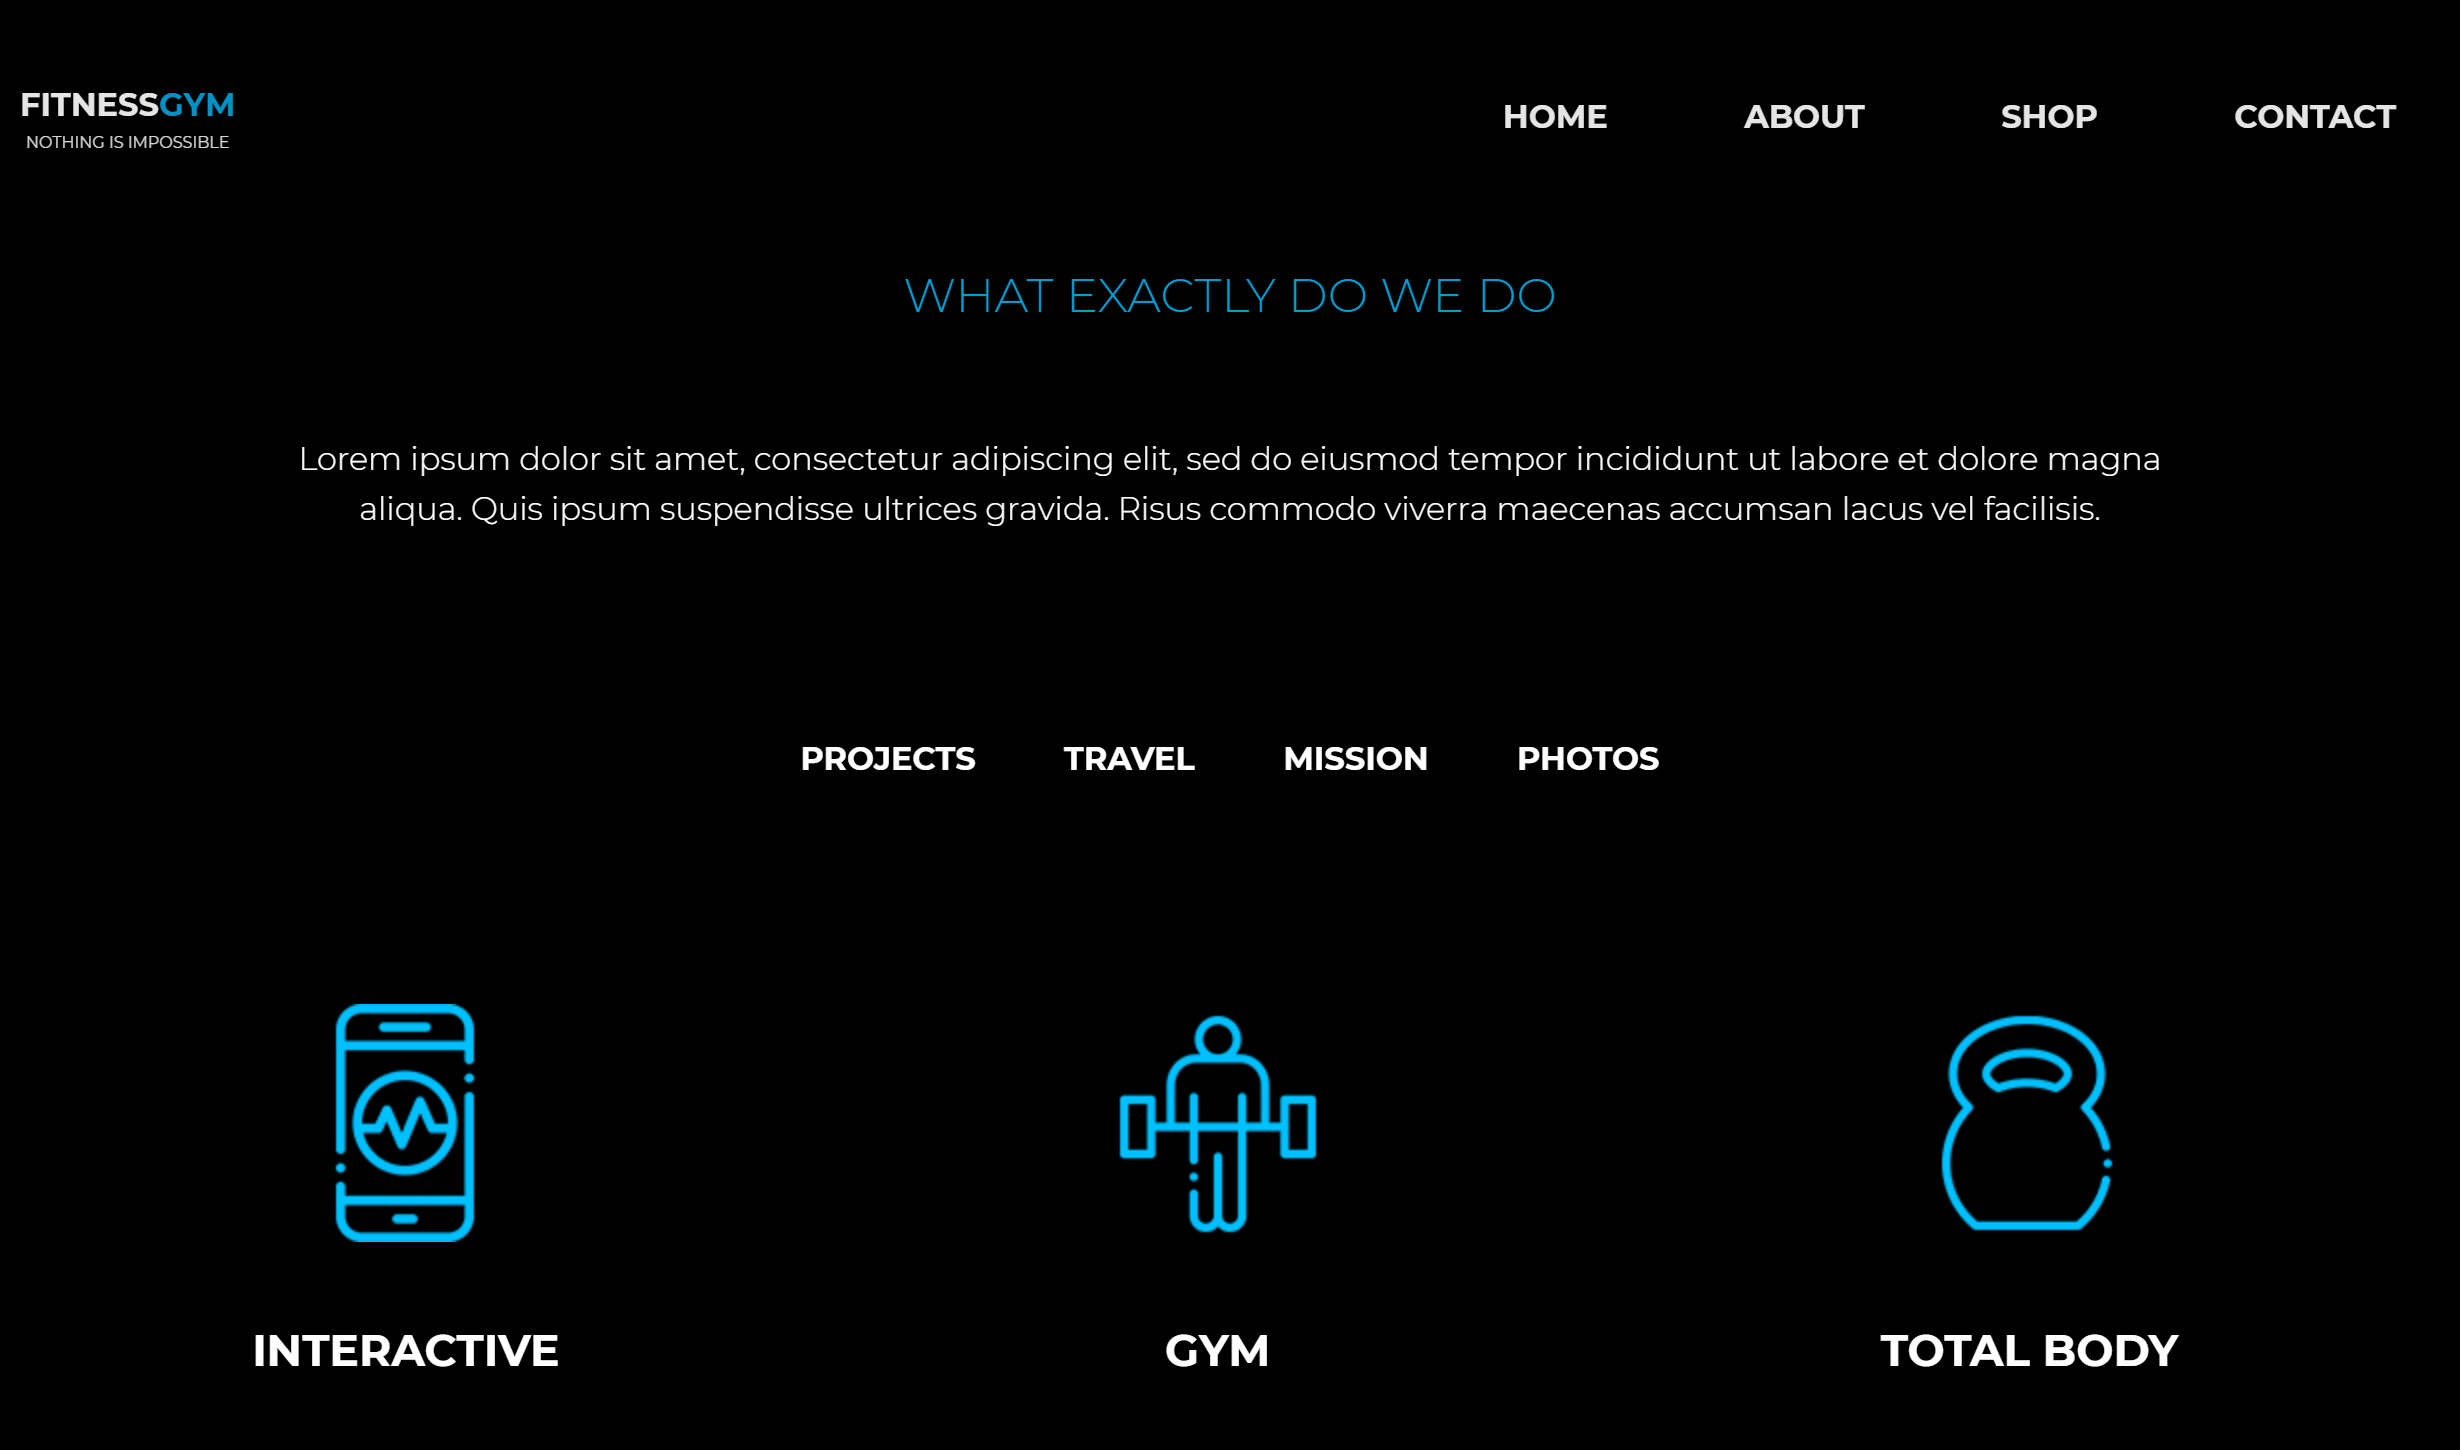 FITNESSGYM
NOTHING IS IMPOSSIBLE
HOME ABOUT SHOP CONTACT
WHAT EXACTLY DO WE DO
Lorem ipsum dolor sit amet, consectetur adipiscing elit, sed do eiusmod tempor incididunt ut labore et dolore magna
aliqua. Quis ipsum suspendisse ultrices gravida. Risus commodo viverra maecenas accumsan lacus vel facilisis.
PROJECTS TRAVEL MISSION PHOTOS
INTERACTIVE GYM TOTAL BODY